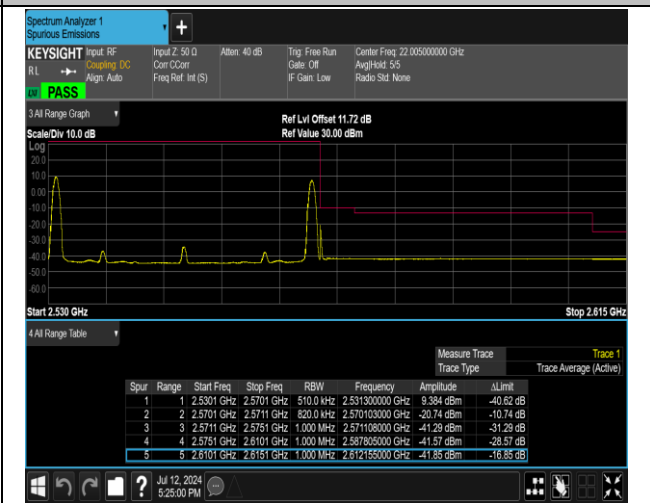 Spectrum Analyzer 1
Spurious Emissions
+
KEYSIGHT Input: RF Input Z: 50 Ω Atten: 40 dB Trig: Free Run Center Freq: 22.005000000 GHz
Coupling: DC Corr CCorr Gate: Off Avg|Hold: 5/5
RL Align: Auto Freq Ref: Int (S) IF Gain: Low Radio Std: None
PASS
3 All Range Graph Ref Lvl Offset 11.72 dB
Scale/Div 10.0 dB Ref Value 30.00 dBm
Log
20.0
10.0
0.00
-10.0
-20.0
-30.0
-40.0
-50.0
-60.0
Start 2.530 GHz Stop 2.615 GHz
4 All Range Table
Measure Trace Trace 1
Trace Type Trace Average (Active)
Spur Range Start Freq Stop Freq RBW Frequency Amplitude ΔLimit
1 1 2.5301 GHz 2.5701 GHz 510.0 kHz 2.531300000 GHz 9.384 dBm -40.62 dB
2 2 2.5701 GHz 2.5711 GHz 820.0 kHz 2.570103000 GHz -20.74 dBm -10.74 dB
3 3 2.5711 GHz 2.5751 GHz 1.000 MHz 2.571108000 GHz -41.29 dBm -31.29 dB
4 4 2.5751 GHz 2.6101 GHz 1.000 MHz 2.587805000 GHz -41.57 dBm -28.57 dB
5 5 2.6101 GHz 2.6151 GHz 1.000 MHz 2.612155000 GHz -41.85 dBm -16.85 dB
? Jul 12, 2024
5:25:00 PM